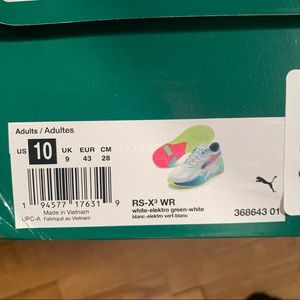 Adults / Adultes
US 10 UK 9 EUR 43 CM 28
1 94577 17631 9
UPC-A
Made in Vietnam
Fabriqué au Vietnam
RS-X³ WR
white-elektro green-white
blanc-elektro vert-blanc
368643 01